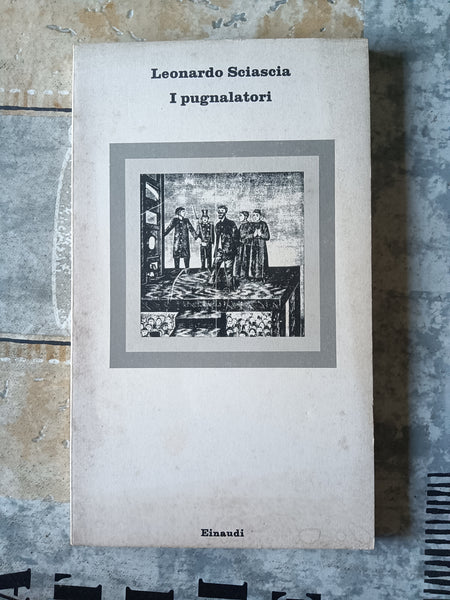 Leonardo Sciascia
I pugnalatori
Einaudi